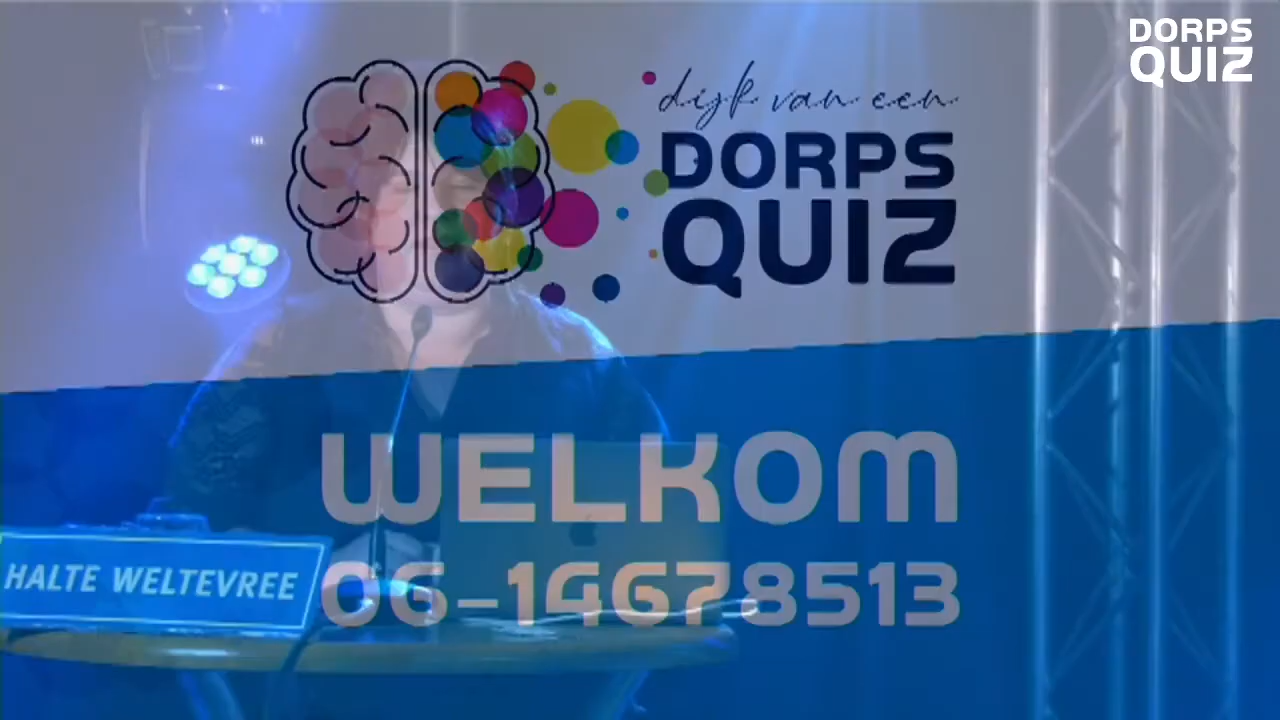 DORPS
QUIZ
dijk van een
DORPS
QUIZ
WELKOM
HALTE WELTEVREE
06-14678513